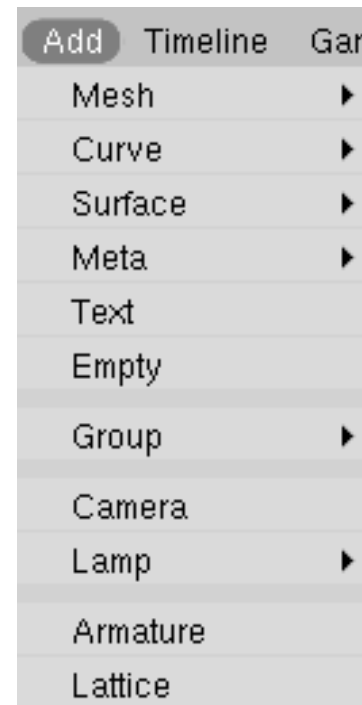 Add Timeline
Mesh
Curve
Surface
Meta
Text
Empty
Group
Camera
Lamp
Armature
Lattice